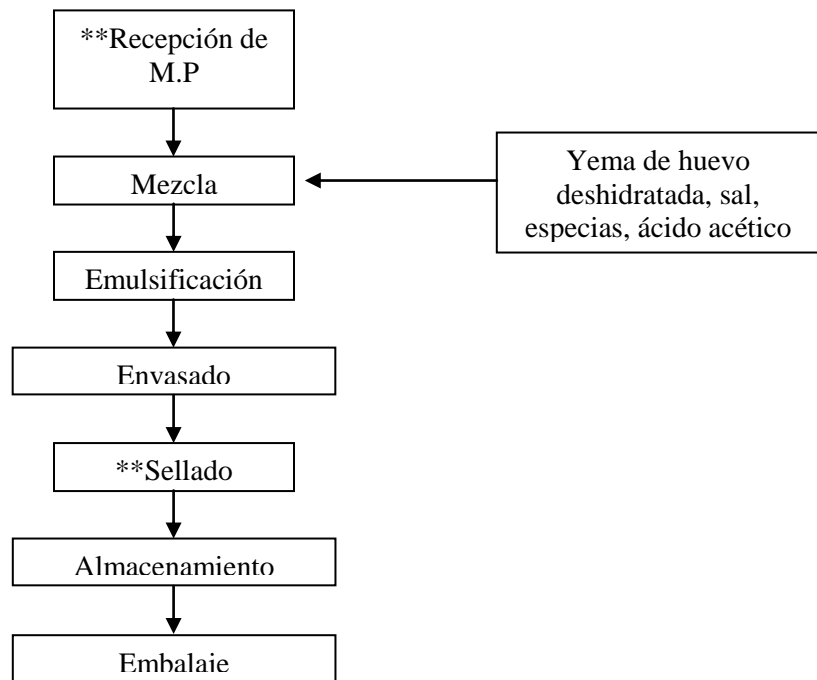 **Recepción de
M.P
Mezcla
Yema de huevo
deshidratada, sal,
especias, ácido acético
Emulsificación
Envasado
**Sellado
Almacenamiento
Embalaje